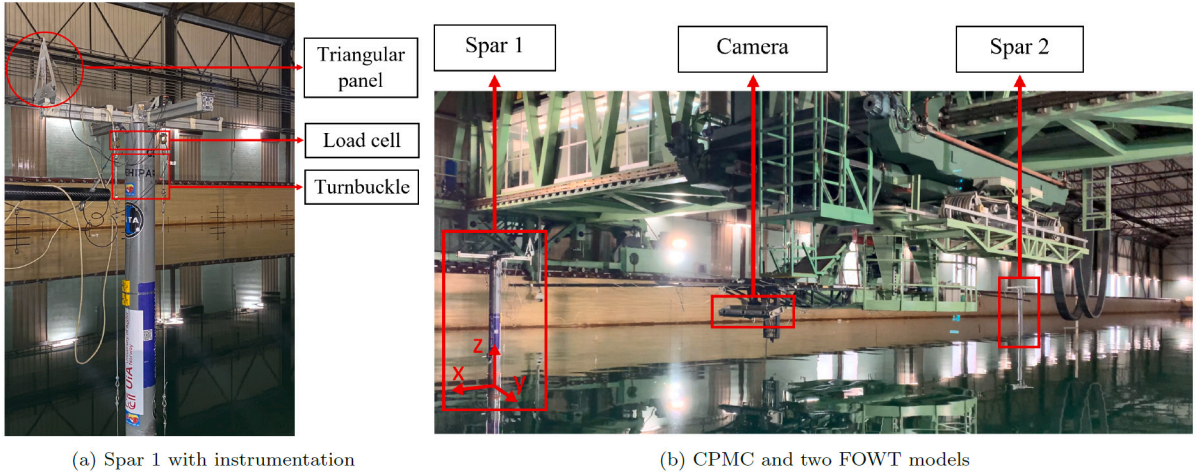 Triangular
panel
Load cell
Turnbuckle
Spar 1
Camera
Spar 2
z
x
y
UiA
(a) Spar 1 with instrumentation
(b) CPMC and two FOWT models